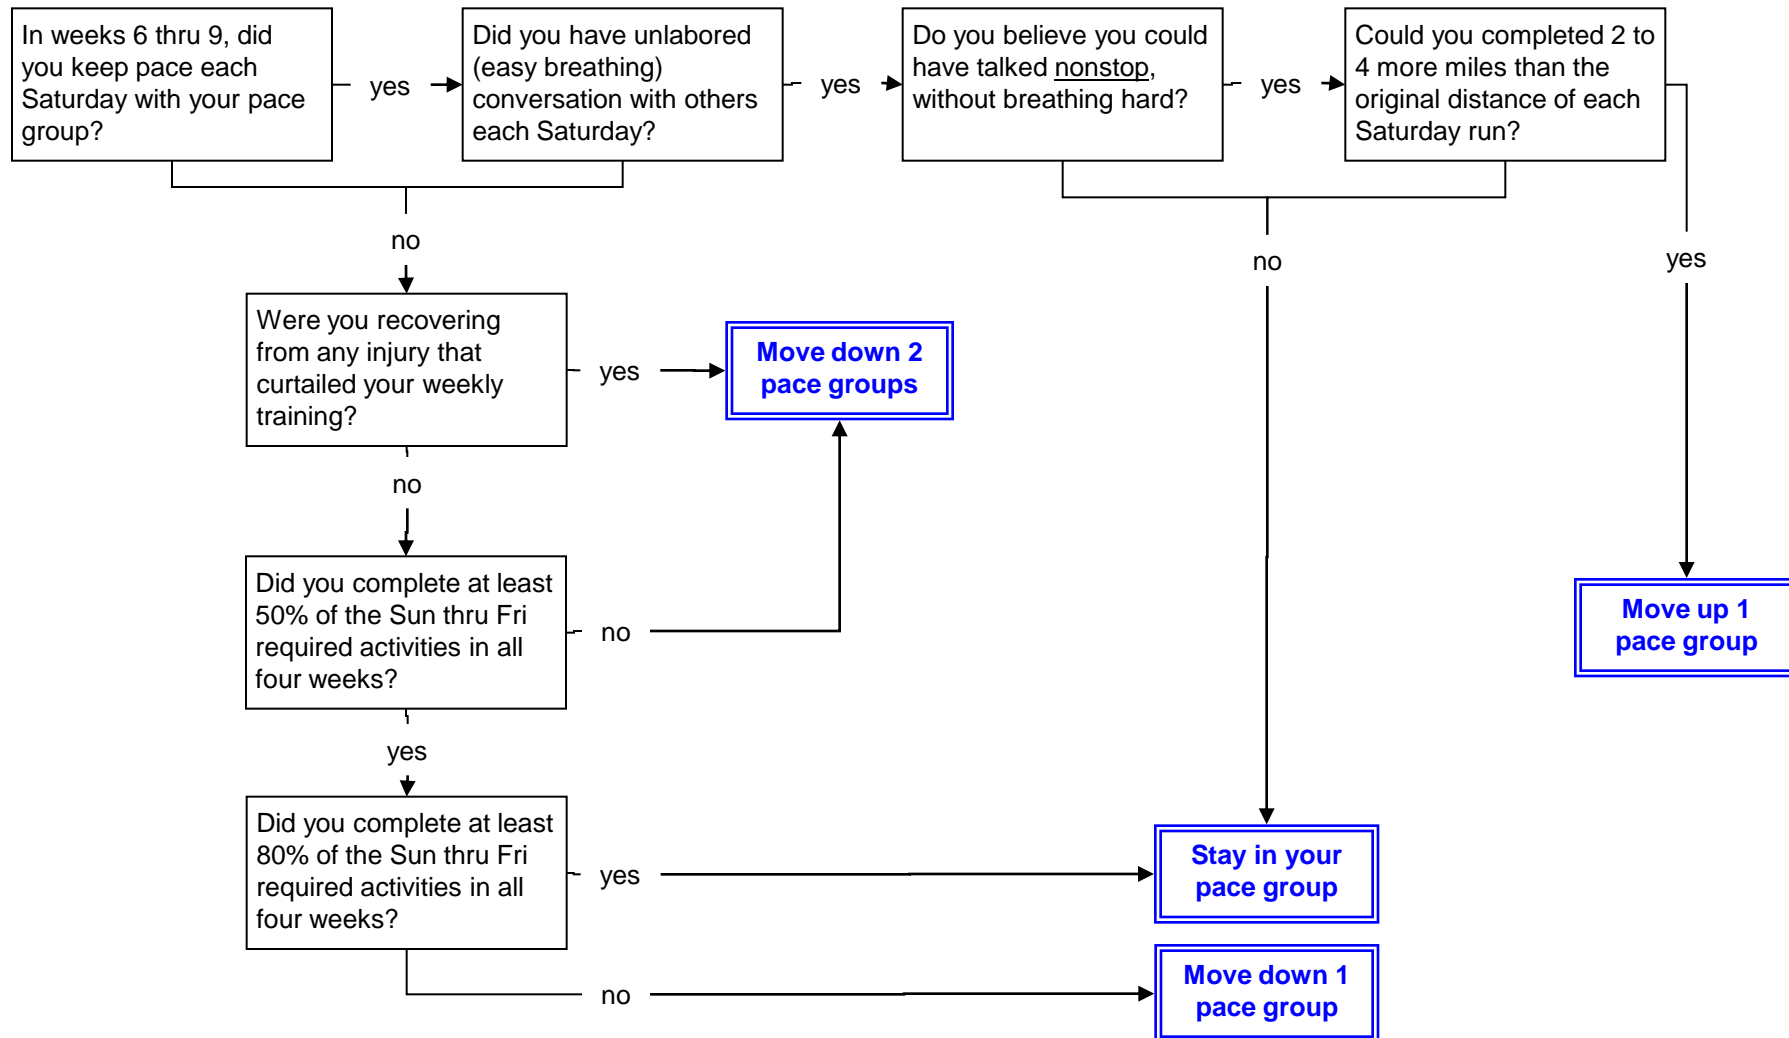 In weeks 6 thru 9, did
you keep pace each
Saturday with your pace
group?
yes
Did you have unlabored
(easy breathing)
conversation with others
each Saturday?
yes
Do you believe you could
have talked nonstop,
without breathing hard?
yes
Could you completed 2 to
4 more miles than the
original distance of each
Saturday run?
no
no
yes
Were you recovering
from any injury that
curtailed your weekly
training?
yes
Move down 2
pace groups
no
Did you complete at least
50% of the Sun thru Fri
required activities in all
four weeks?
no
Move up 1
pace group
yes
Did you complete at least
80% of the Sun thru Fri
required activities in all
four weeks?
yes
Stay in your
pace group
no
Move down 1
pace group